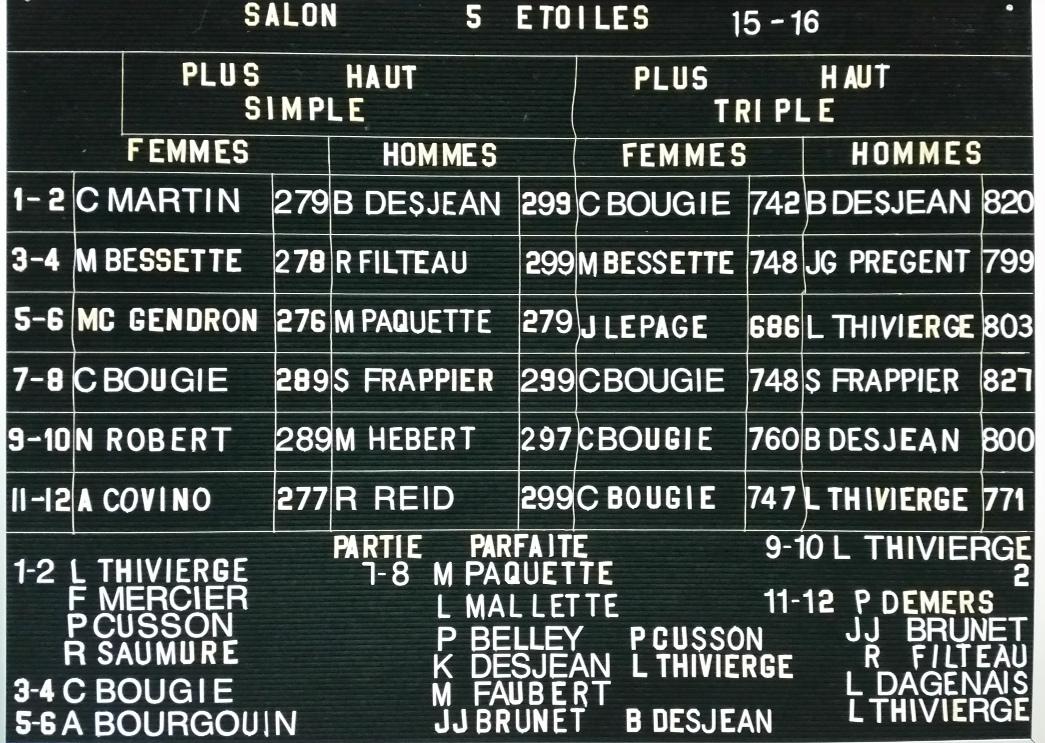 SALON 5 ETOILES 15-16
PLUS HAUT PLUS HAUT
SIMPLE TRIPLE
FEMMES HOMMES FEMMES HOMMES
1-2 C MARTIN 279 B DESJEAN 299 C BOUGIE 742 B DESJEAN 820
3-4 M BESSETTE 278 R FILTEAU 299 M BESSETTE 748 JG PREGENT 799
5-6 MC GENDRON 276 M PAQUETTE 279 J LEPAGE 686 L THIVIERGE 803
7-8 C BOUGIE 289 S FRAPPIER 299 C BOUGIE 748 S FRAPPIER 827
9-10 N ROBERT 289 M HEBERT 297 C BOUGIE 760 B DESJEAN 800
11-12 A COVINO 277 R REID 299 C BOUGIE 747 L THIVIERGE 771
PARTIE PARFAITE
1-2 L THIVIERGE
F MERCIER
P CUSSON
R SAUMURE
3-4 C BOUGIE
5-6 A BOURGOUIN
7-8 M PAQUETTE
L MALLETTE
P BELLEY P CUSSON
K DESJEAN L THIVIERGE
M FAUBERT
JJ BRUNET B DESJEAN
9-10 L THIVIERGE
2
11-12 P DEMERS
JJ BRUNET
R FILTEAU
L DAGENAIS
L THIVIERGE